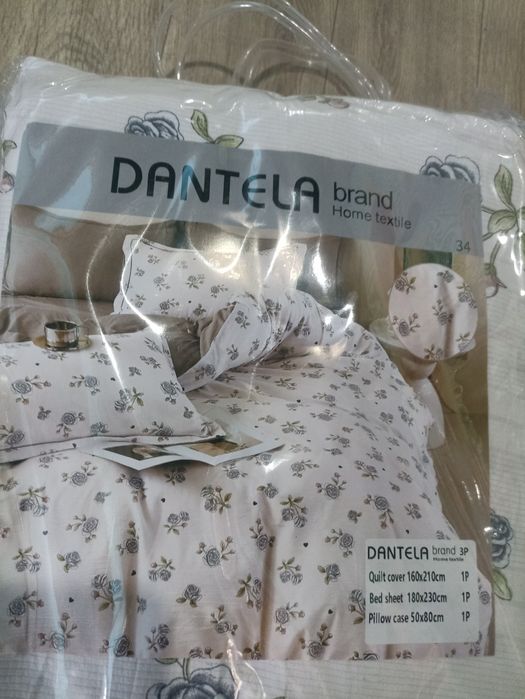 DANTELA brand
Home textile
34
DANTELA brand 3P
Home textile
Quilt cover 160x210cm 1P
Bed sheet 180x230cm 1P
Pillow case 50x80cm 1P